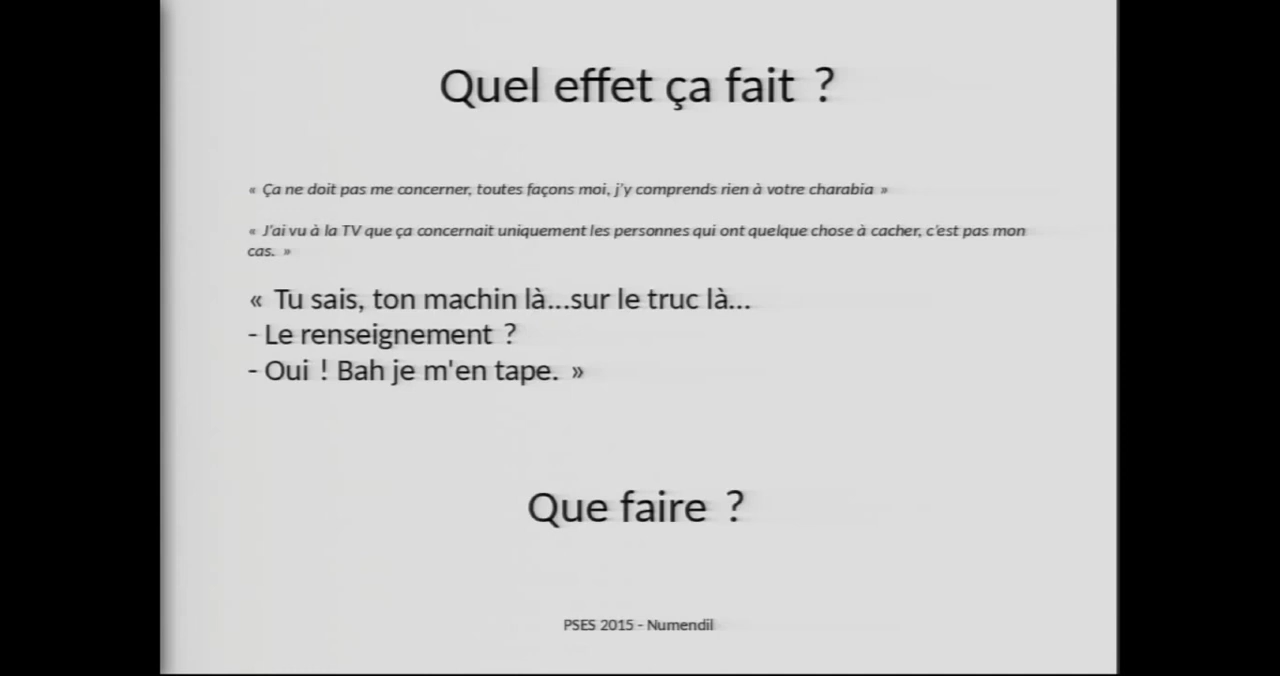 Quel effet ça fait ?
« Ça ne doit pas me concerner, toutes façons moi, j'y comprends rien à votre charabia »
« J'ai vu à la TV que ça concernait uniquement les personnes qui ont quelque chose à cacher, c'est pas mon
cas. »
« Tu sais, ton machin là...sur le truc là...
- Le renseignement ?
- Oui ! Bah je m'en tape. »
Que faire ?
PSES 2015 - Numendil